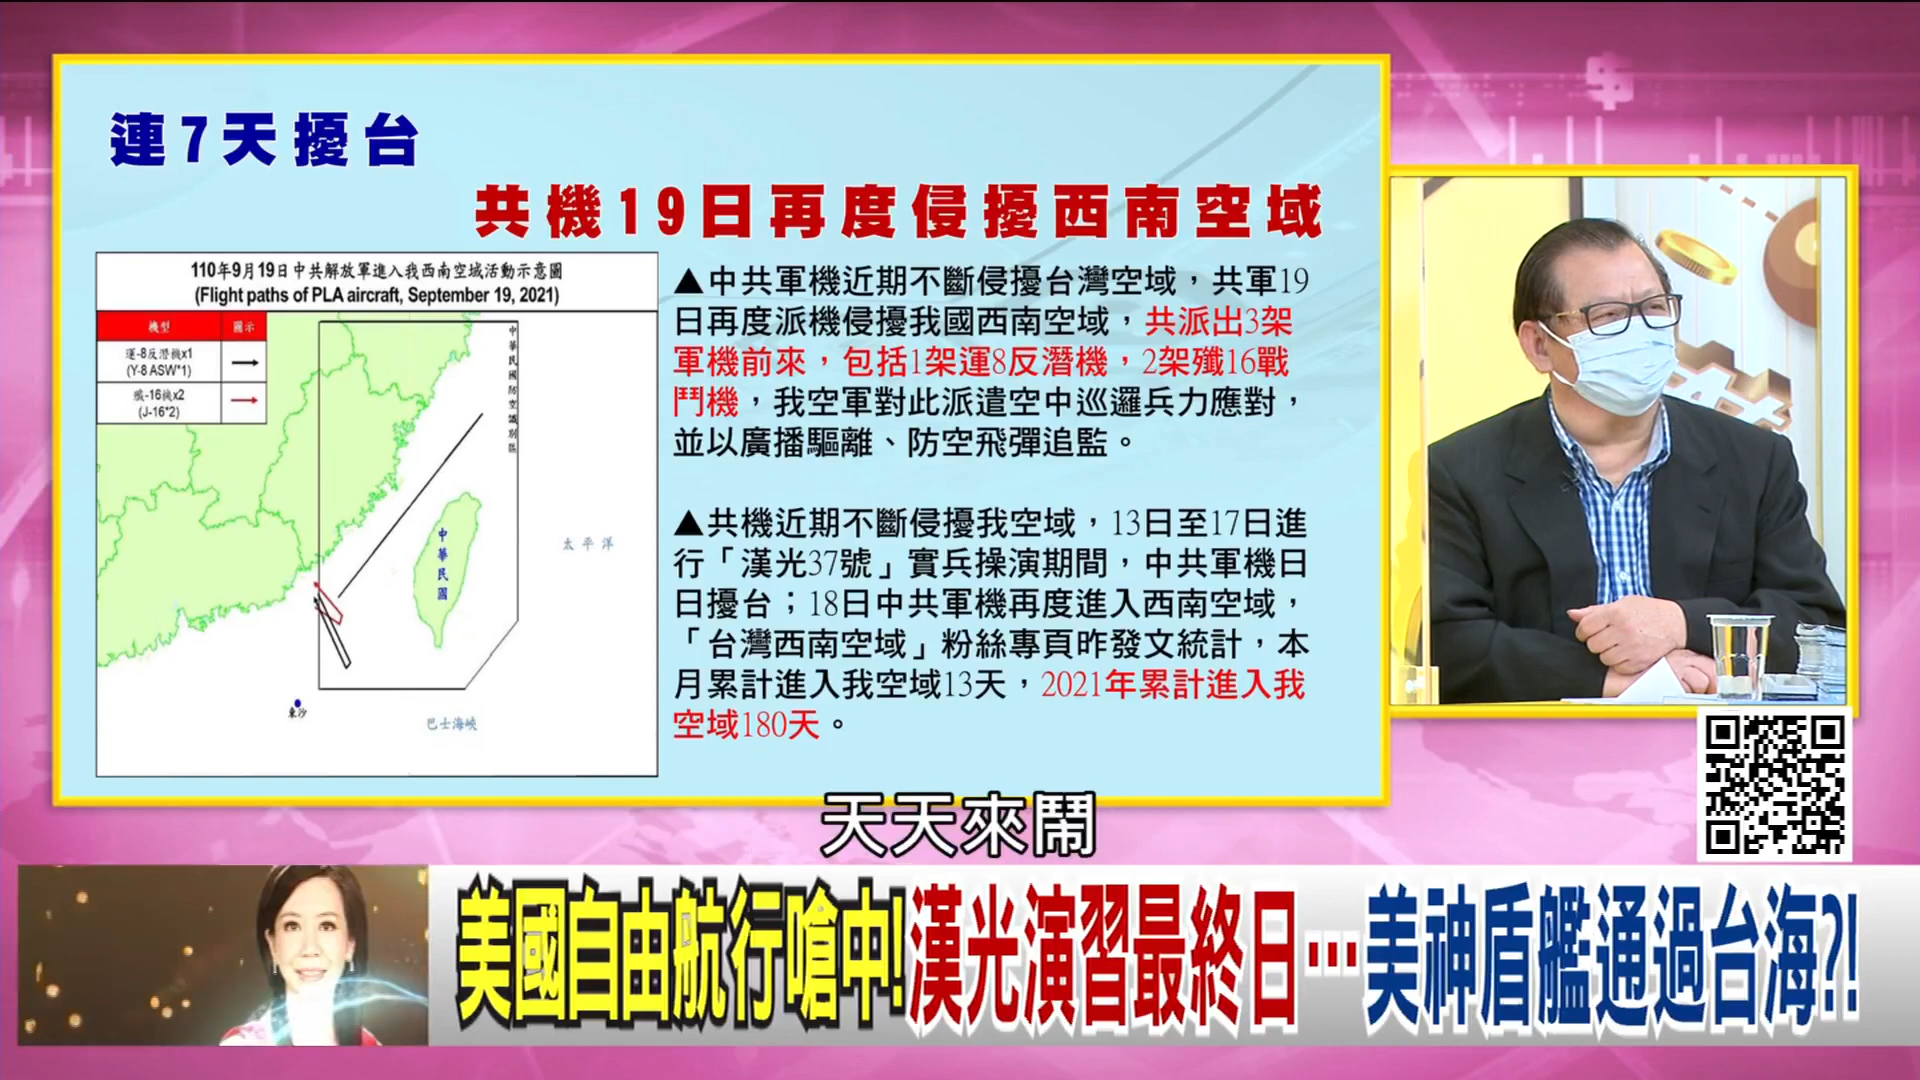 連7天擾台
共機19日再度侵擾西南空域
110年9月19日中共解放軍進入我西南空域活動示意圖
(Flight paths of PLA aircraft, September 19, 2021)
機型
圖示
運-8反潛機x1
(Y-8 ASW*1)
殲-16機x2
(J-16*2)
中華民國防空識別區
中華民國
太平洋
東沙
巴士海峽
▲中共軍機近期不斷侵擾台灣空域，共軍19
日再度派機侵擾我國西南空域，共派出3架
軍機前來，包括1架運8反潛機，2架殲16戰
鬥機，我空軍對此派遣空中巡邏兵力應對，
並以廣播驅離、防空飛彈追監。
▲共機近期不斷侵擾我空域，13日至17日進
行「漢光37號」實兵操演期間，中共軍機日
日擾台；18日中共軍機再度進入西南空域，
「台灣西南空域」粉絲專頁昨發文統計，本
月累計進入我空域13天，2021年累計進入我
空域180天。
天天來鬧
美國自由航行嗆中!漢光演習最終日…美神盾艦通過台海?!